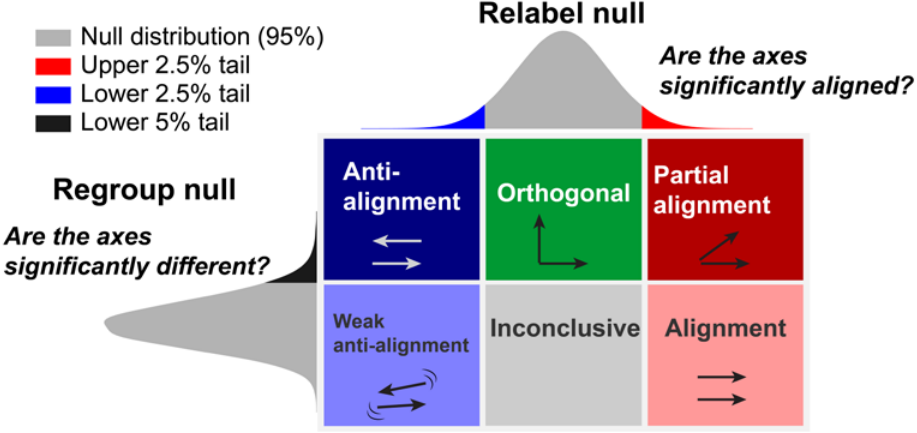 Relabel null
Null distribution (95%)
Upper 2.5% tail
Lower 2.5% tail
Lower 5% tail
Are the axes
significantly aligned?
Regroup null
Are the axes
significantly different?
Anti-
alignment
Orthogonal
Partial
alignment
Weak
anti-alignment
Inconclusive
Alignment